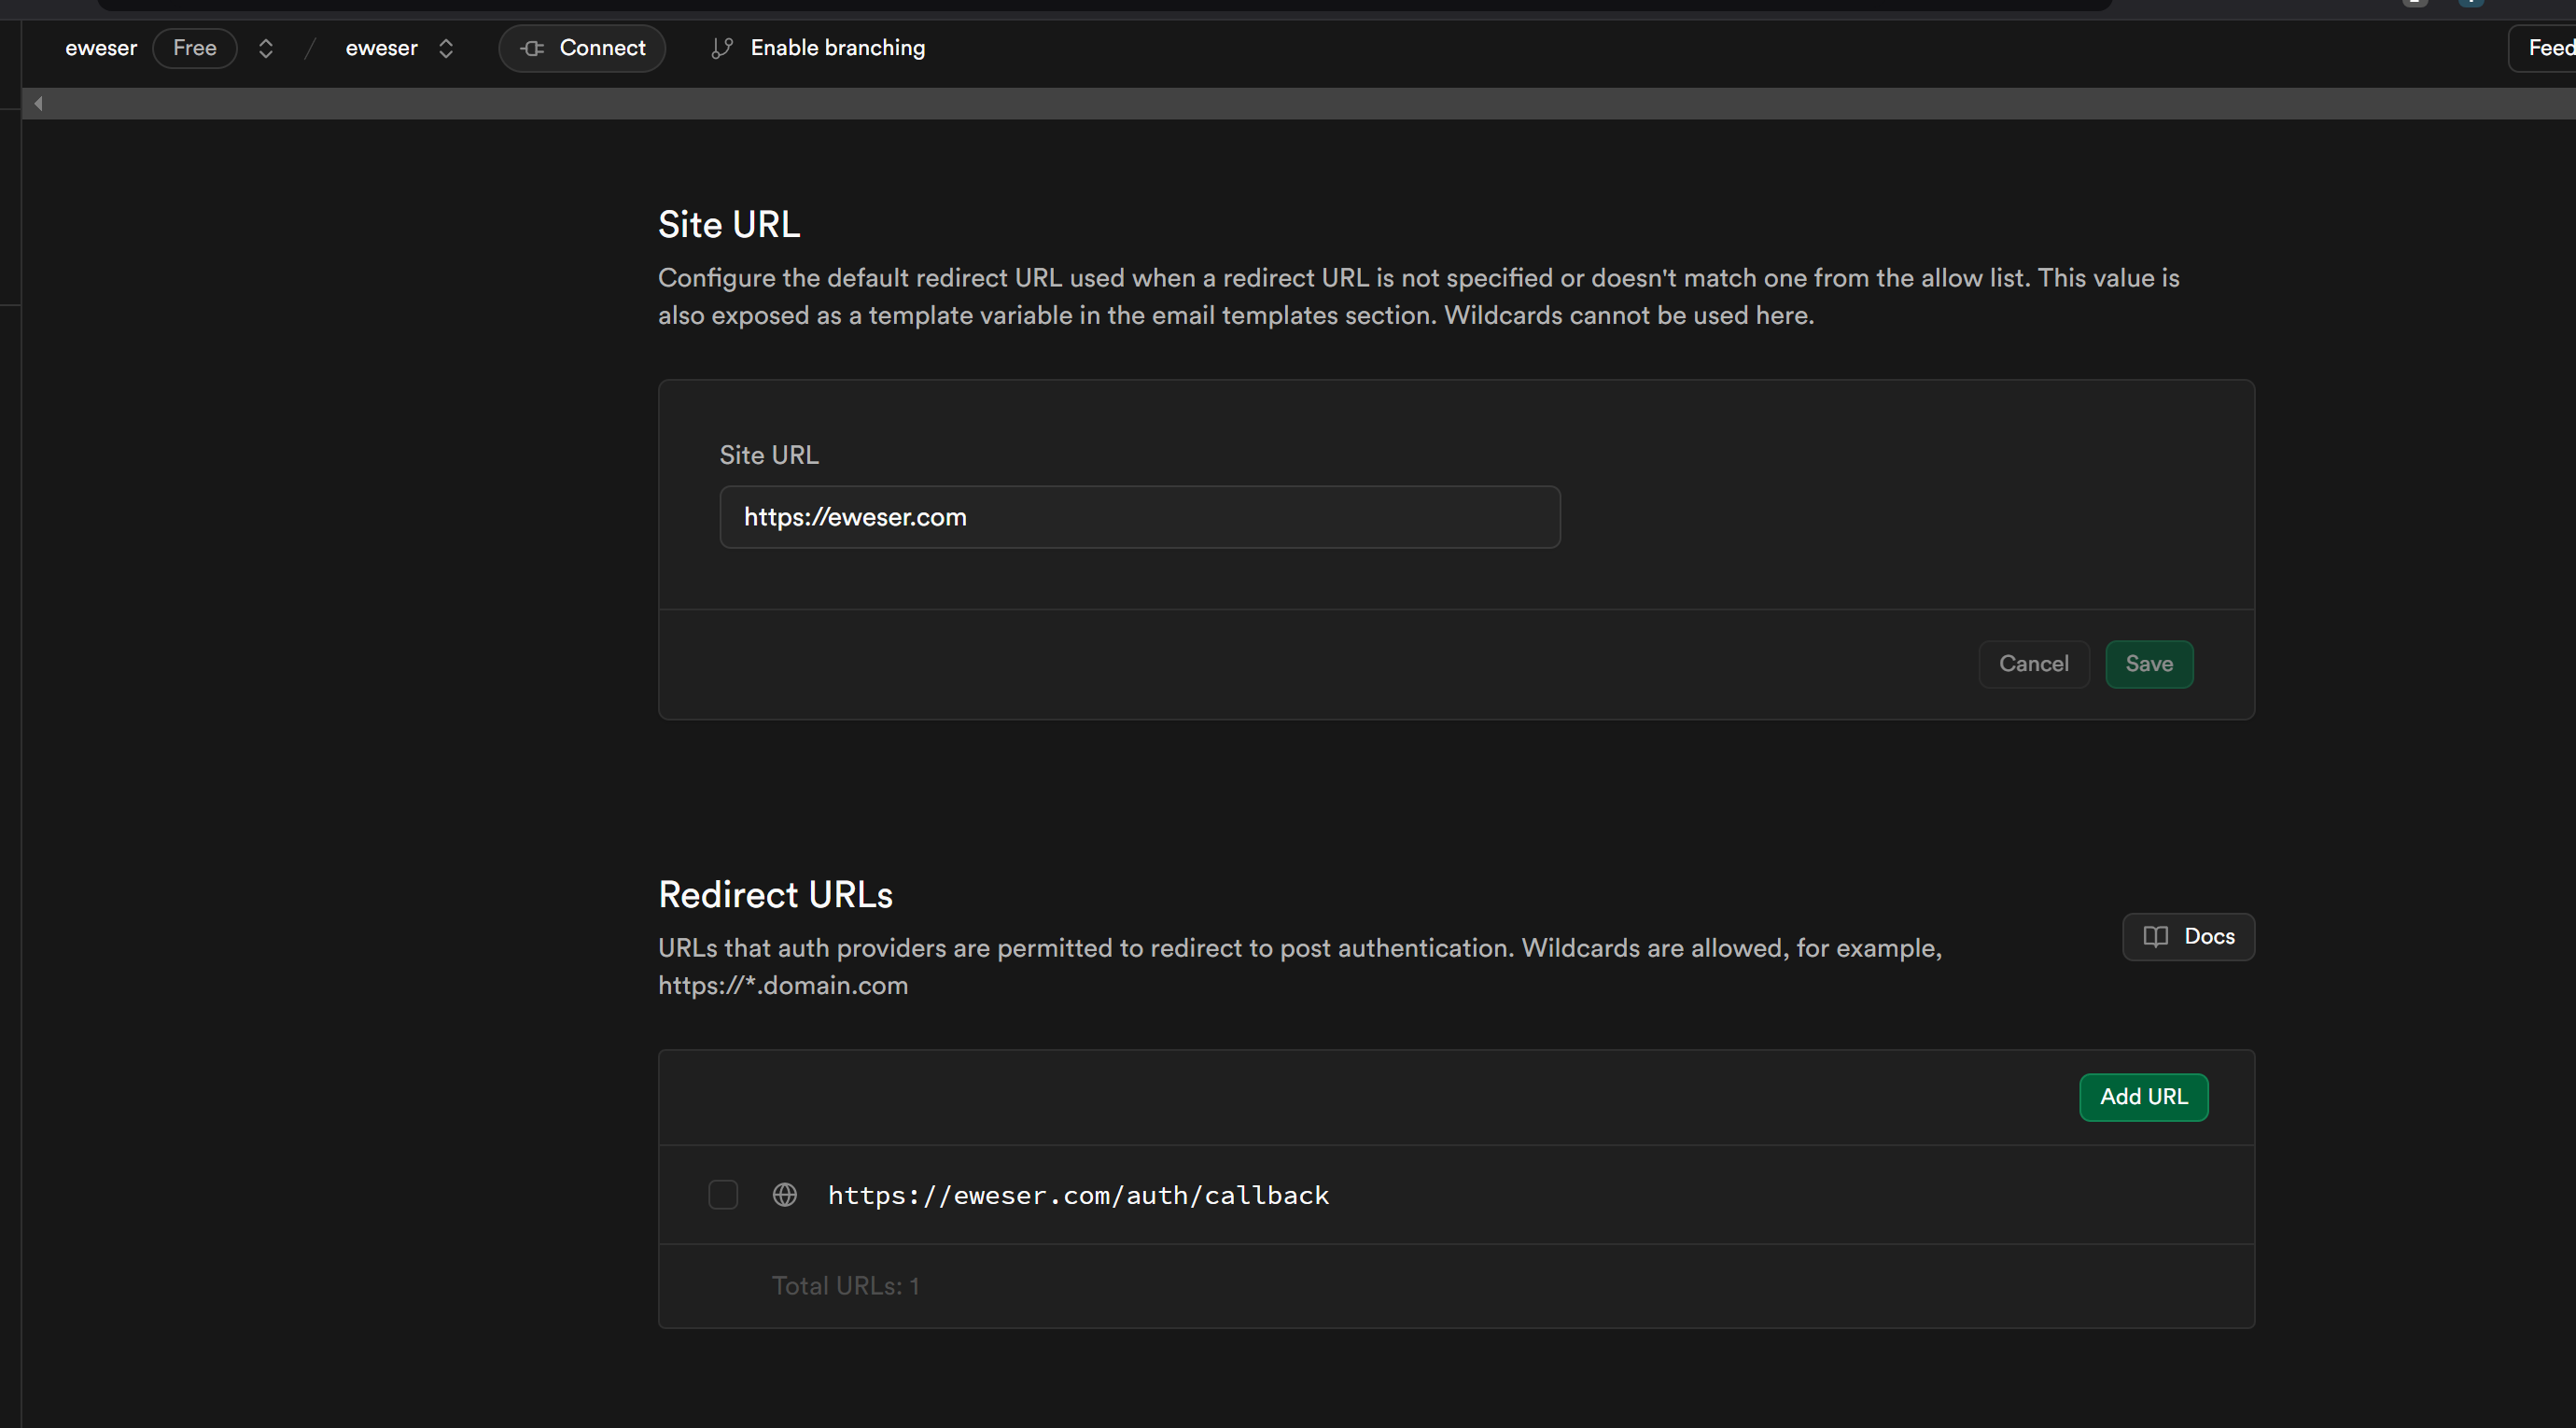 eweser Free / eweser Connect Enable branching
Site URL
Configure the default redirect URL used when a redirect URL is not specified or doesn't match one from the allow list. This value is
also exposed as a template variable in the email templates section. Wildcards cannot be used here.
Site URL
https://eweser.com
Cancel Save
Redirect URLs
URLs that auth providers are permitted to redirect to post authentication. Wildcards are allowed, for example,
https://*.domain.com
Docs
Add URL
https://eweser.com/auth/callback
Total URLs: 1